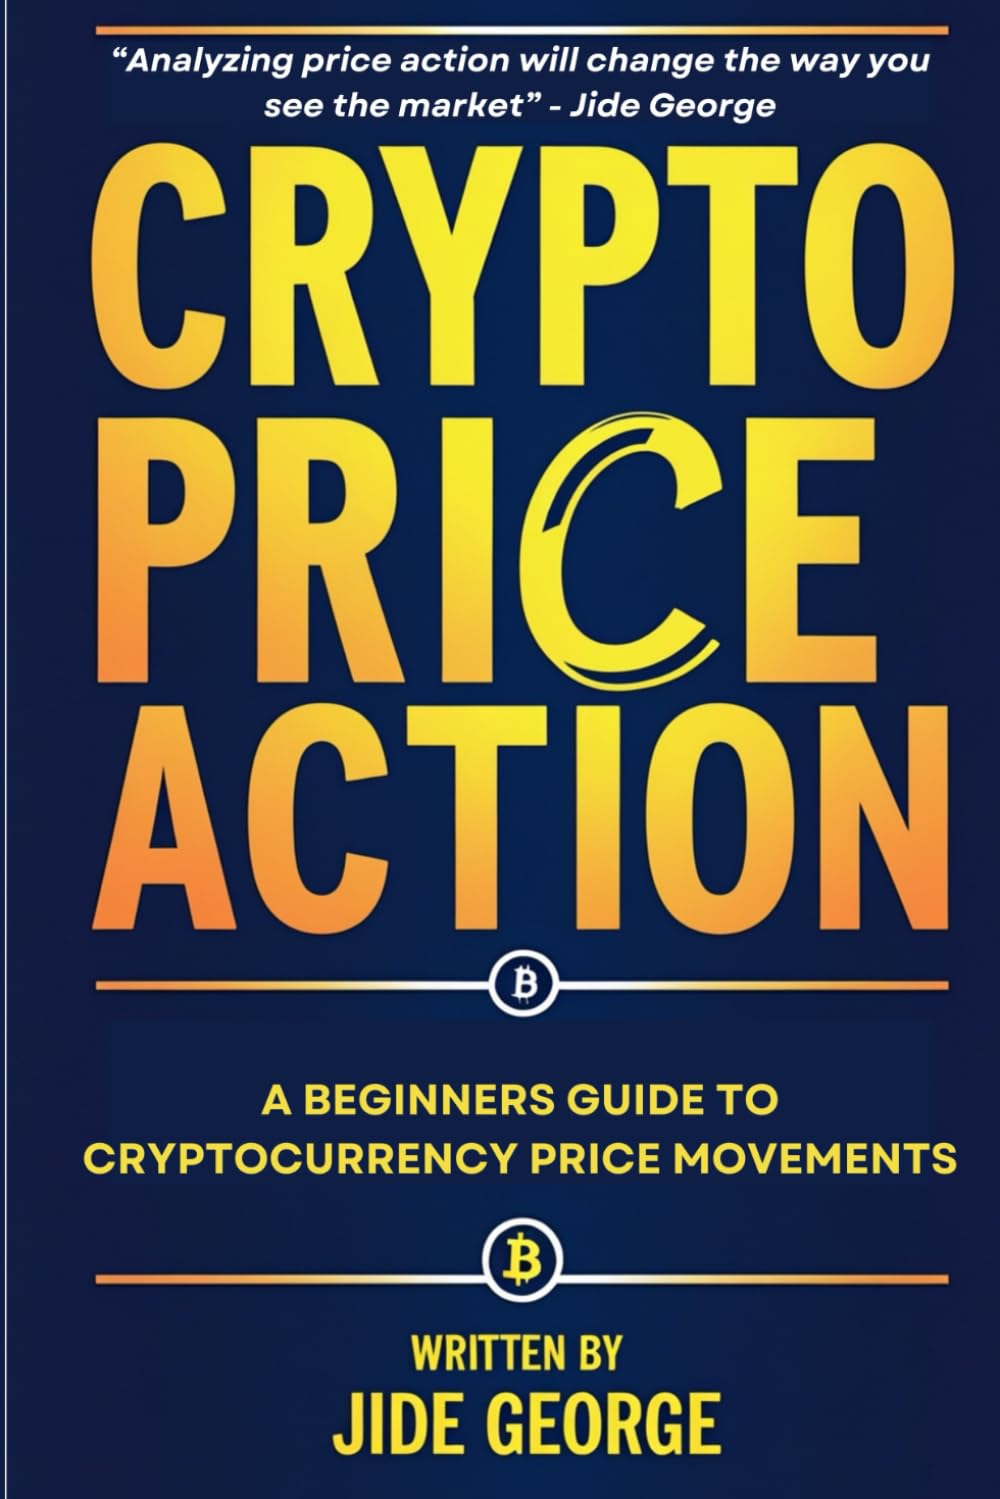 “Analyzing price action will change the way you
see the market” - Jide George
CRYPTO
PRICE
ACTION
A BEGINNERS GUIDE TO
CRYPTOCURRENCY PRICE MOVEMENTS
WRITTEN BY
JIDE GEORGE